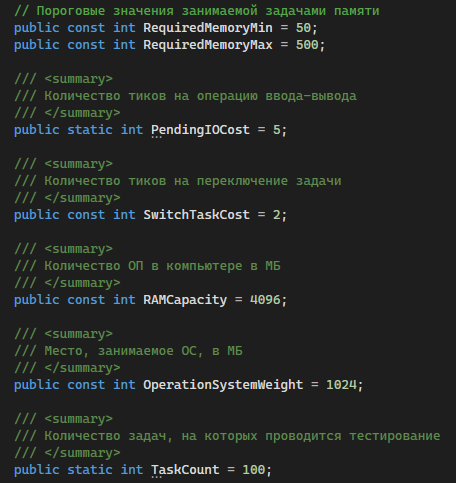 // Пороговые значения занимаемой задачами памяти
public const int RequiredMemoryMin = 50;
public const int RequiredMemoryMax = 500;
/// <summary>
/// Количество тиков на операцию ввода-вывода
/// </summary>
public static int PendingIOCost = 5;
/// <summary>
/// Количество тиков на переключение задачи
/// </summary>
public const int SwitchTaskCost = 2;
/// <summary>
/// Количество ОП в компьютере в МБ
/// </summary>
public const int RAMCapacity = 4096;
/// <summary>
/// Место, занимаемое ОС, в МБ
/// </summary>
public const int OperationSystemWeight = 1024;
/// <summary>
/// Количество задач, на которых проводится тестирование
/// </summary>
public static int TaskCount = 100;